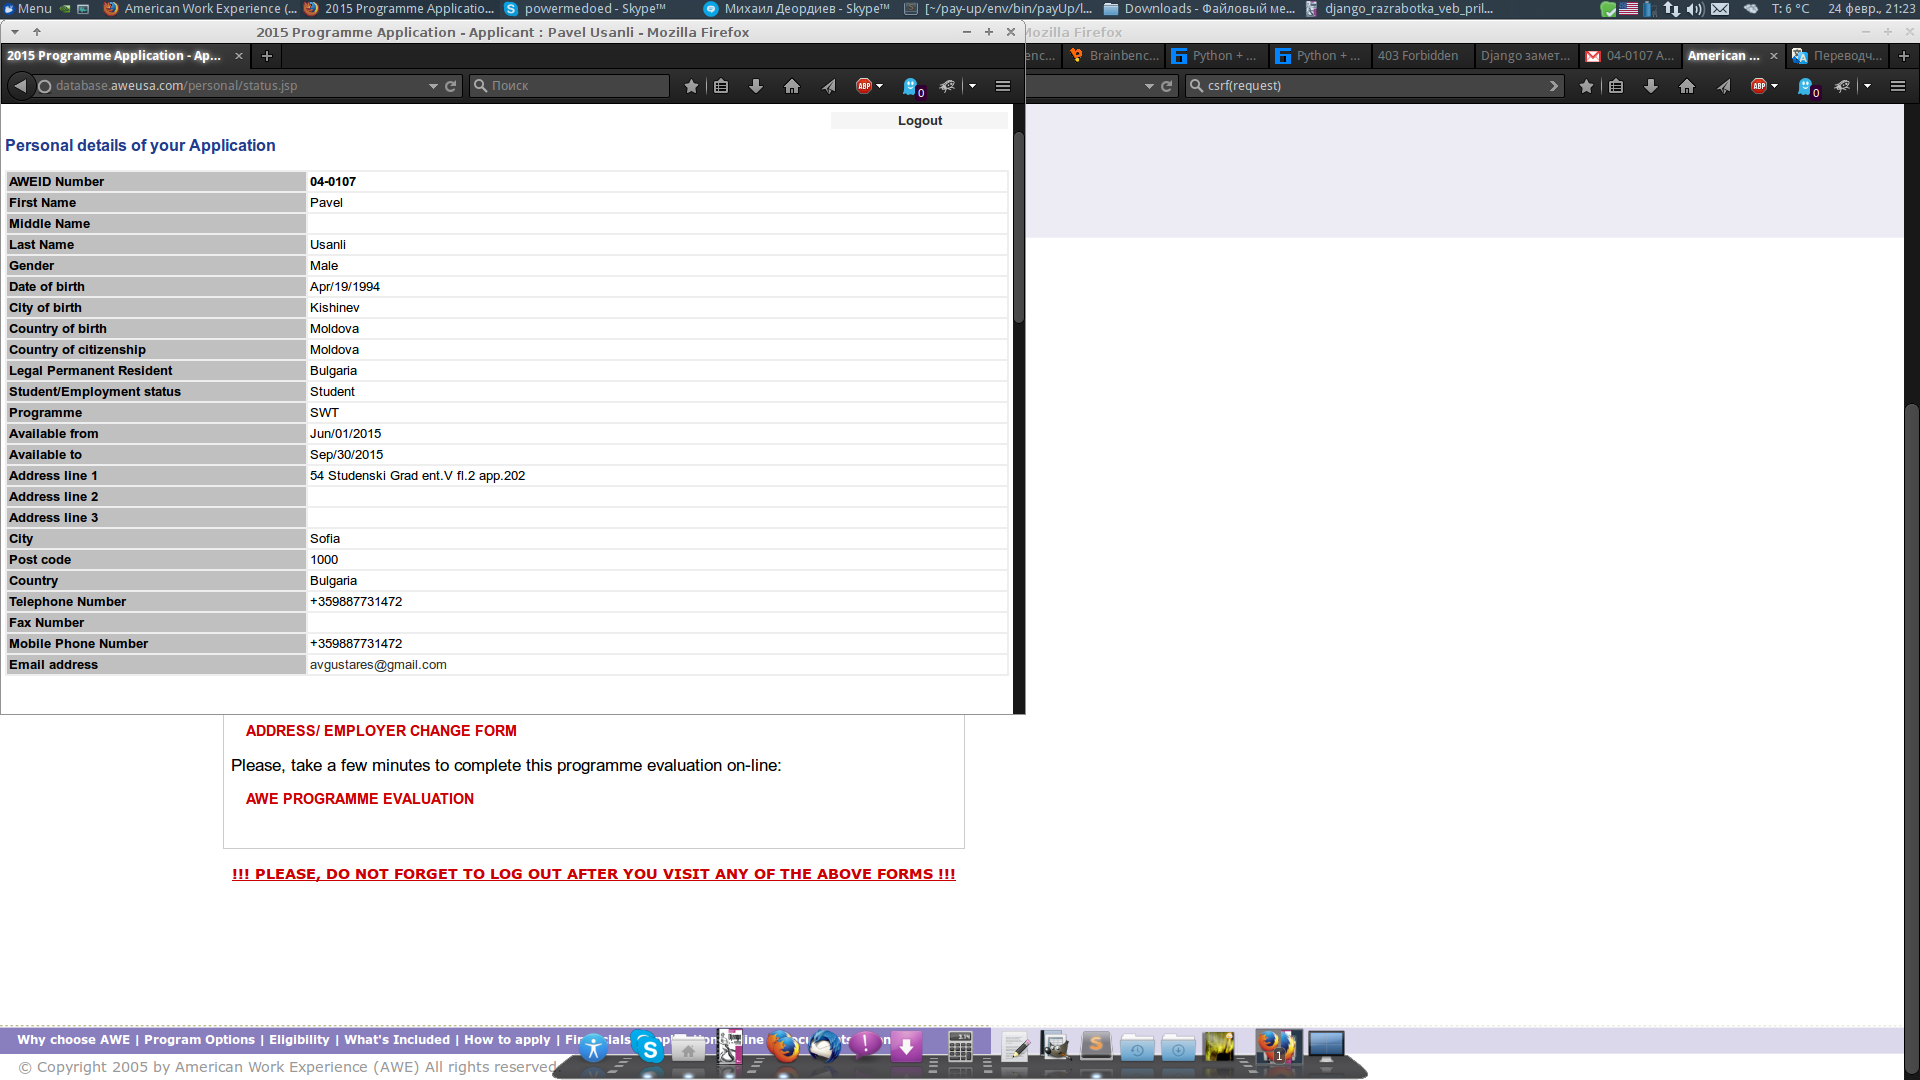 Menu American Work Experience (... 2015 Programme Applicatio... powermedoed - Skype™ Михаил Деордиев - Skype™ [~/pay-up/env/bin/payUp/l... Downloads - Файловый ме... django_razrabotka_veb_pril... T: 6 °C 24 февр., 21:23
2015 Programme Application - Applicant : Pavel Usanli - Mozilla Firefox
Mozilla Firefox
2015 Programme Application - Ap... × +
enc... Brainbenc... Python + ... Python + ... 403 Forbidden Django замет... 04-0107 A... American ... × Переводч... +
database.aweusa.com/personal/status.jsp Поиск ABP 0
csrf(request) ABP 0
Logout
Personal details of your Application
AWEID Number 04-0107
First Name Pavel
Middle Name
Last Name Usanli
Gender Male
Date of birth Apr/19/1994
City of birth Kishinev
Country of birth Moldova
Country of citizenship Moldova
Legal Permanent Resident Bulgaria
Student/Employment status Student
Programme SWT
Available from Jun/01/2015
Available to Sep/30/2015
Address line 1 54 Studenski Grad ent.V fl.2 app.202
Address line 2
Address line 3
City Sofia
Post code 1000
Country Bulgaria
Telephone Number +359887731472
Fax Number
Mobile Phone Number +359887731472
Email address avgustares@gmail.com
ADDRESS/ EMPLOYER CHANGE FORM
Please, take a few minutes to complete this programme evaluation on-line:
AWE PROGRAMME EVALUATION
!!! PLEASE, DO NOT FORGET TO LOG OUT AFTER YOU VISIT ANY OF THE ABOVE FORMS !!!
Why choose AWE | Program Options | Eligibility | What's Included | How to apply |
© Copyright 2005 by American Work Experience (AWE) All rights reserved
1